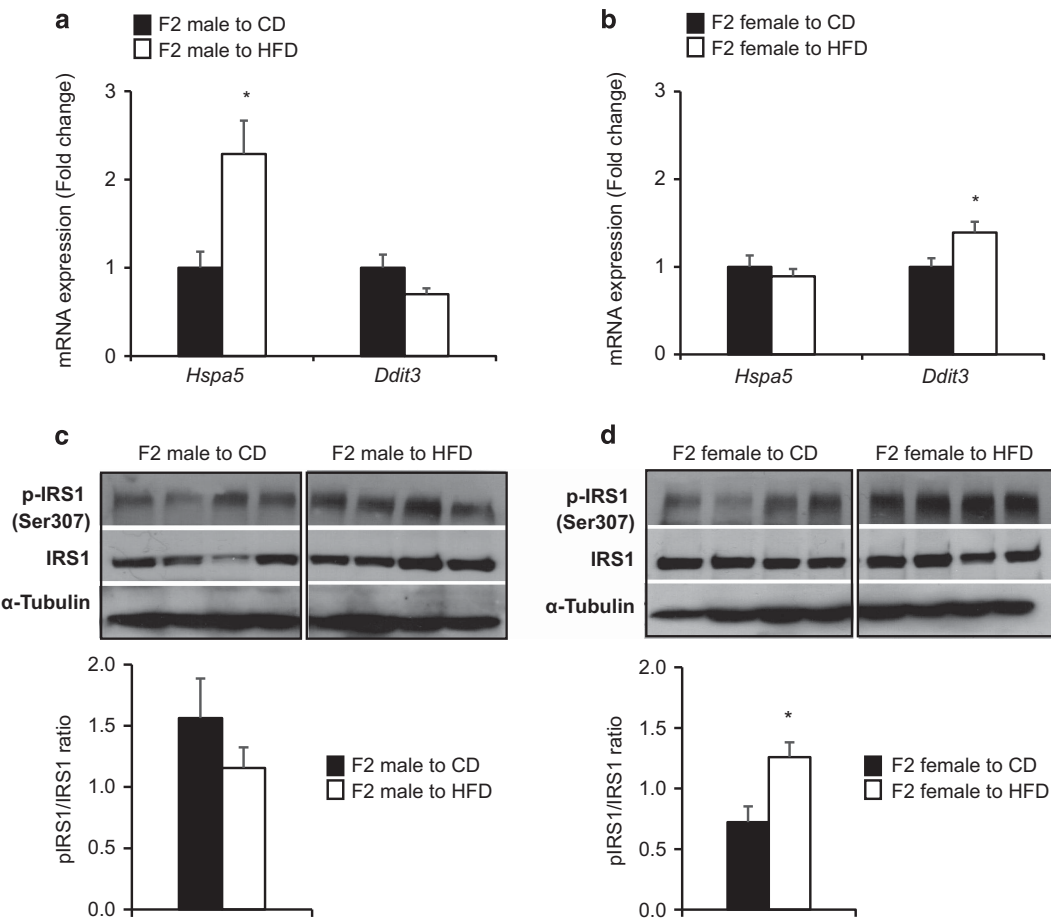 a
F2 male to CD
F2 male to HFD
mRNA expression (Fold change)
3
2
1
0
*
Hspa5
Ddit3
b
F2 female to CD
F2 female to HFD
mRNA expression (Fold change)
3
2
1
0
*
Hspa5
Ddit3
c
F2 male to CD
F2 male to HFD
p-IRS1
(Ser307)
IRS1
α-Tubulin
2.0
1.5
1.0
0.5
0.0
pIRS1/IRS1 ratio
F2 male to CD
F2 male to HFD
d
F2 female to CD
F2 female to HFD
p-IRS1
(Ser307)
IRS1
α-Tubulin
2.0
1.5
1.0
0.5
0.0
pIRS1/IRS1 ratio
*
F2 female to CD
F2 female to HFD